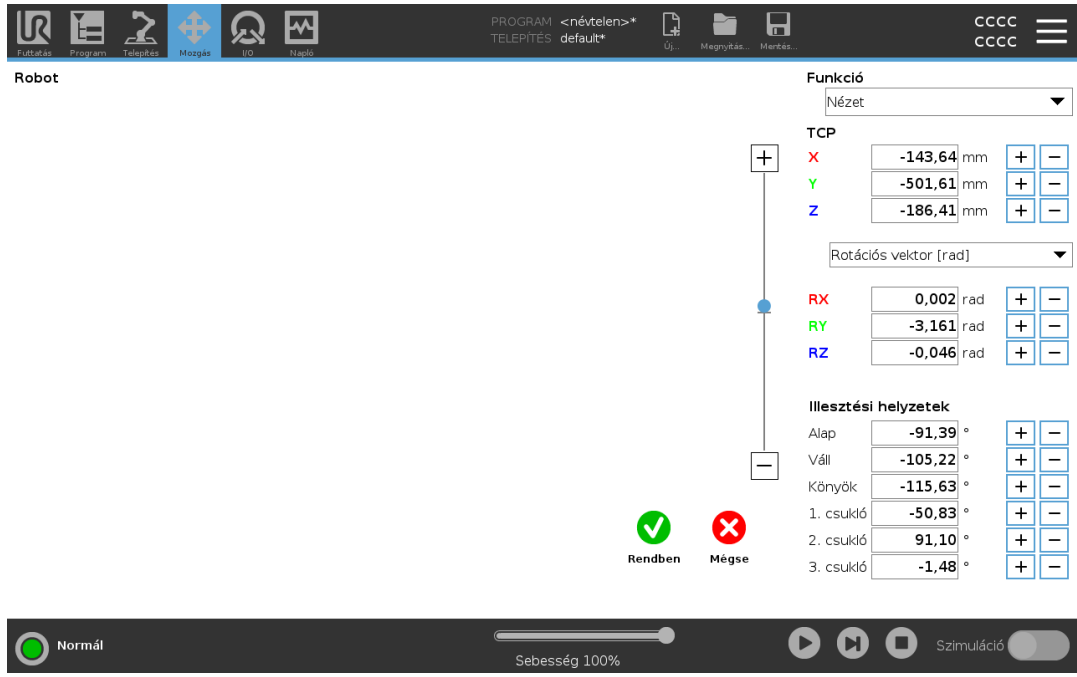 PROGRAM <névtelen>*
TELEPÍTÉS default*
CCCC
CCCC
Futtatás Program Telepítés Mozgás I/O Napló Új... Megnyitás... Mentés...
Robot
Funkció
Nézet
TCP
X -143,64 mm + −
Y -501,61 mm + −
Z -186,41 mm + −
Rotációs vektor [rad]
RX 0,002 rad + −
RY -3,161 rad + −
RZ -0,046 rad + −
Illesztési helyzetek
Alap -91,39 ° + −
Váll -105,22 ° + −
Könyök -115,63 ° + −
1. csukló -50,83 ° + −
2. csukló 91,10 ° + −
3. csukló -1,48 ° + −
Rendben Mégse
Normál
Sebesség 100%
Szimuláció